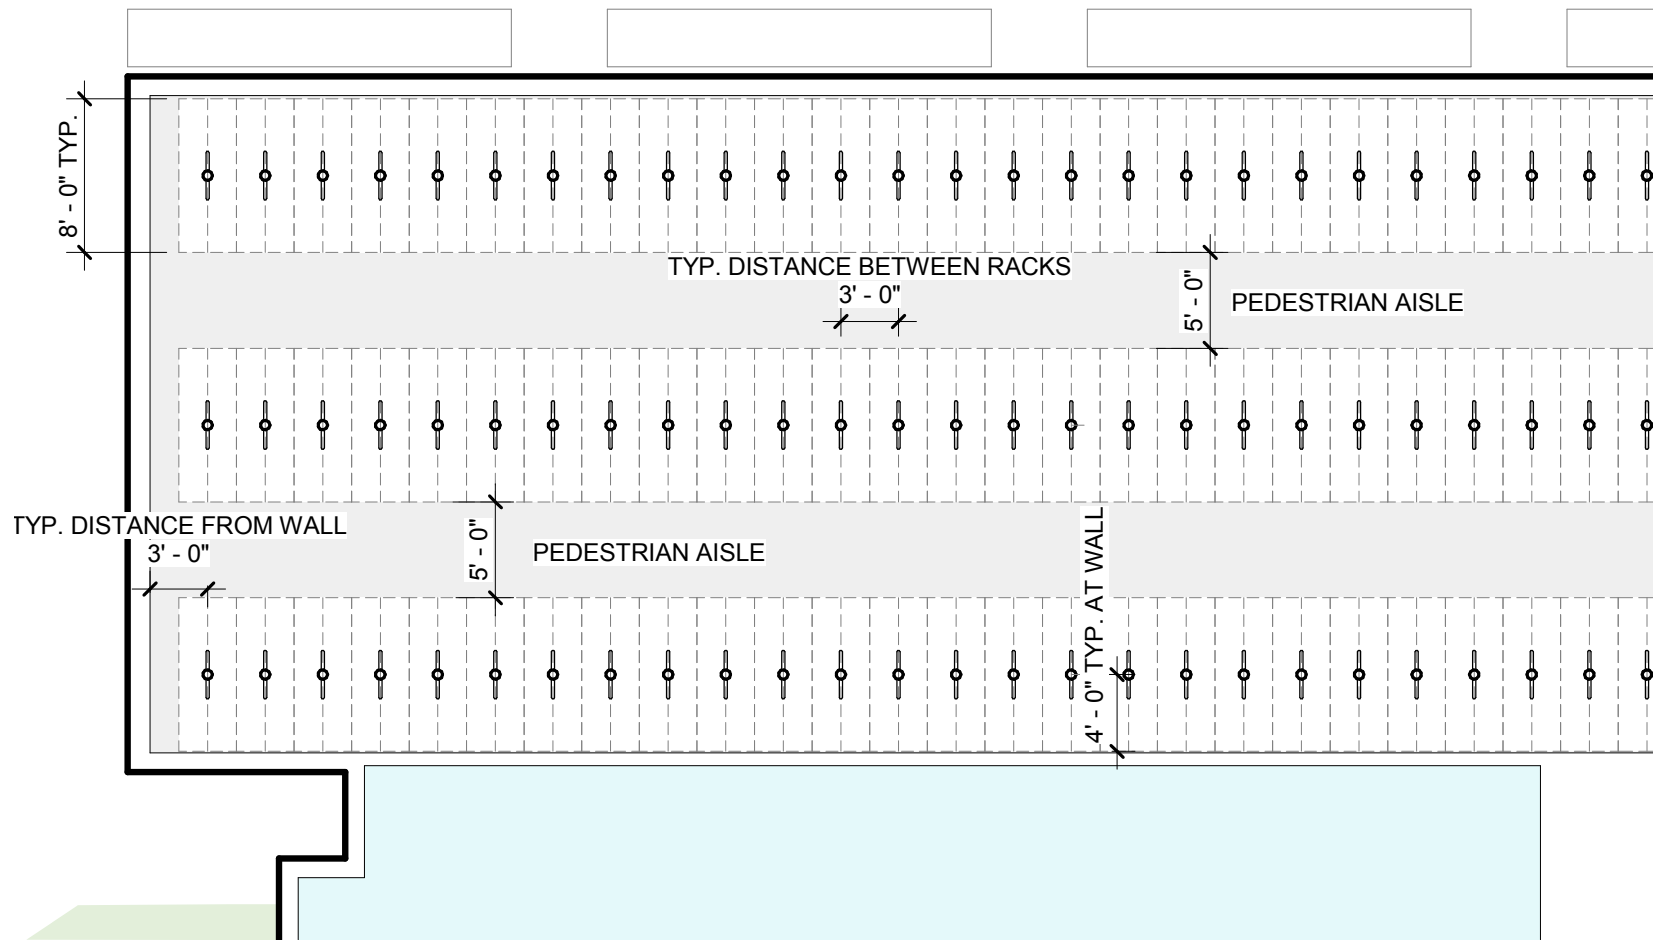 8' - 0" TYP.
TYP. DISTANCE BETWEEN RACKS
3' - 0"
5' - 0"
PEDESTRIAN AISLE
TYP. DISTANCE FROM WALL
3' - 0"
5' - 0"
PEDESTRIAN AISLE
4' - 0" TYP. AT WALL